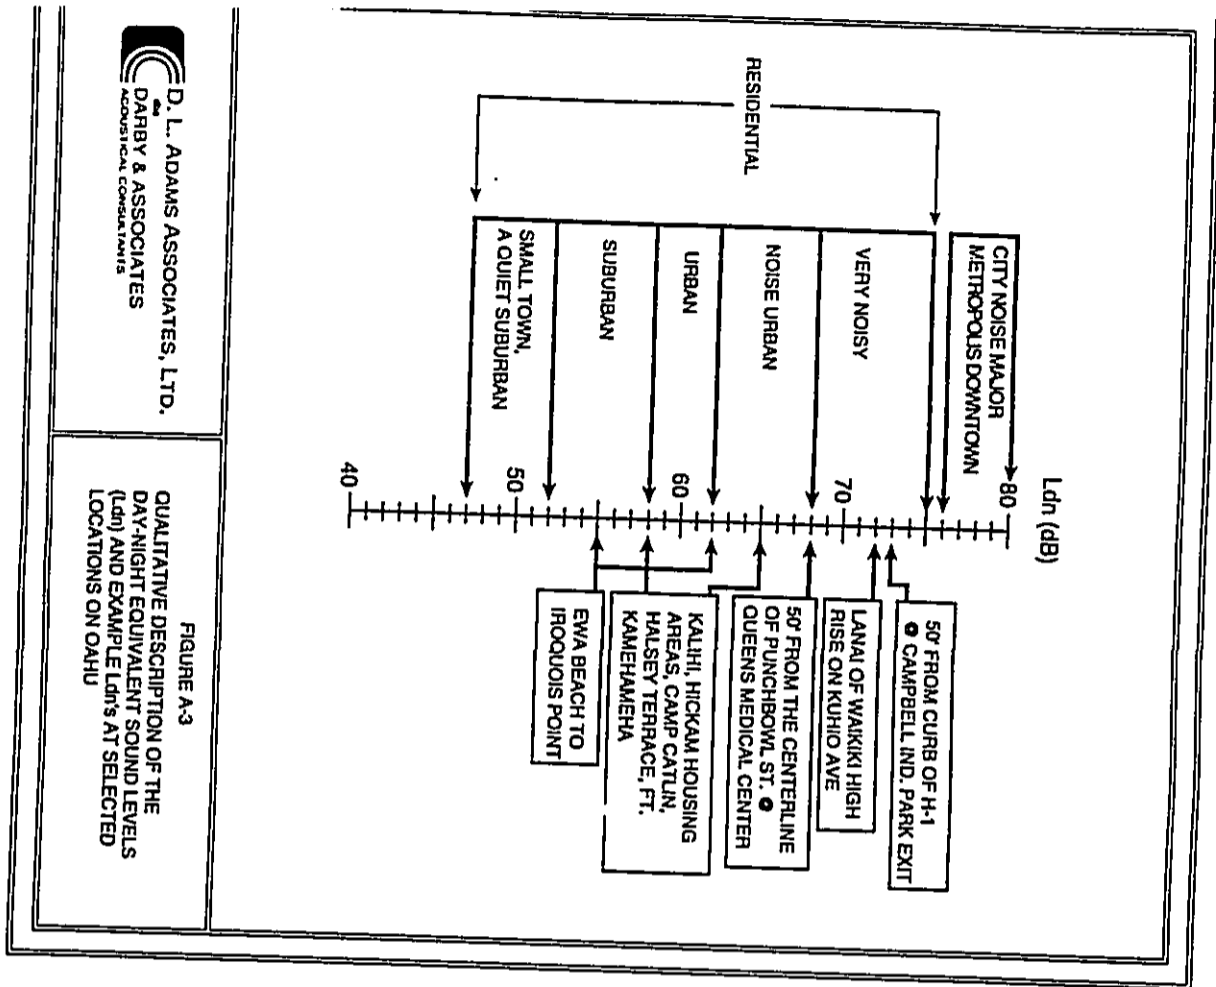 Ldn (dB)
80
70
60
50
40
CITY NOISE MAJOR
METROPOLIS DOWNTOWN
VERY NOISY
NOISE URBAN
URBAN
SUBURBAN
SMALL TOWN,
A QUIET SUBURBAN
RESIDENTIAL
50' FROM CURB OF H-1
@ CAMPBELL IND. PARK EXIT
LANAI OF WAIKIKI HIGH
RISE ON KUHIO AVE
50' FROM THE CENTERLINE
OF PUNCHBOWL ST. @
QUEENS MEDICAL CENTER
KALIHI, HICKAM HOUSING
AREAS, CAMP CATLIN,
HALSEY TERRACE, FT.
KAMEHAMEHA
EWA BEACH TO
IROQUOIS POINT
D. L. ADAMS ASSOCIATES, LTD.
dba
DARBY & ASSOCIATES
ACOUSTICAL CONSULTANTS
FIGURE A-3
QUALITATIVE DESCRIPTION OF THE
DAY-NIGHT EQUIVALENT SOUND LEVELS
(Ldn) AND EXAMPLE Ldn's AT SELECTED
LOCATIONS ON OAHU